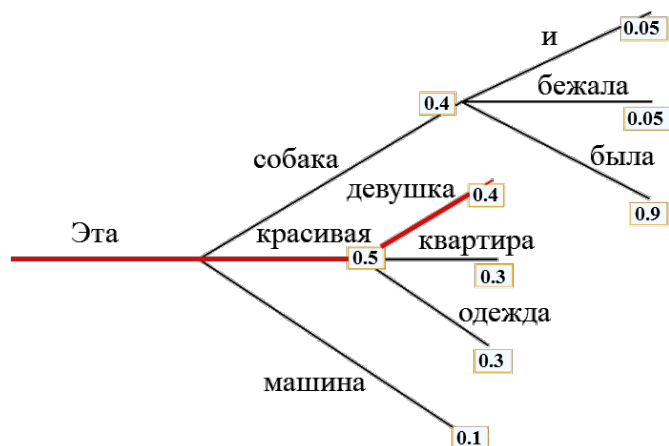 и
0.05
бежала
0.4
0.05
собака
была
девушка
0.4
0.9
Эта
красивая
квартира
0.5
0.3
одежда
0.3
машина
0.1